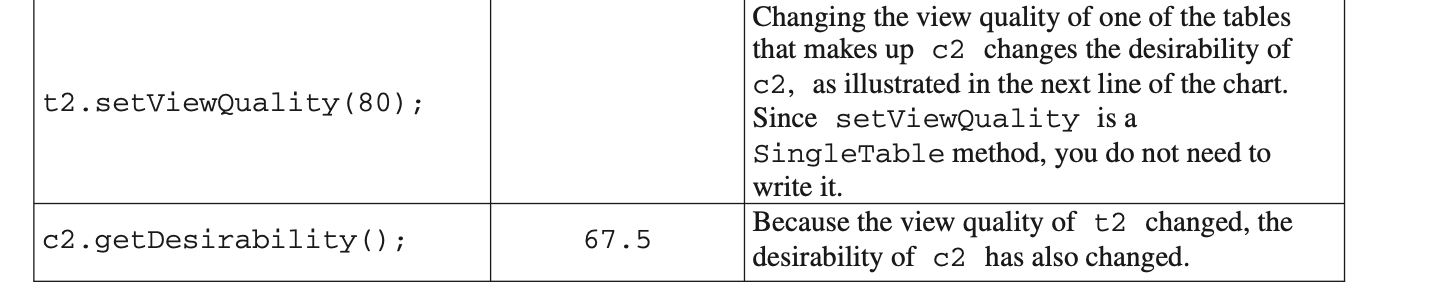 Changing the view quality of one of the tables
that makes up c2 changes the desirability of
c2, as illustrated in the next line of the chart.
t2.setViewQuality(80);
Since setViewQuality is a
SingleTable method, you do not need to
write it.
c2.getDesirability();
67.5
Because the view quality of t2 changed, the
desirability of c2 has also changed.